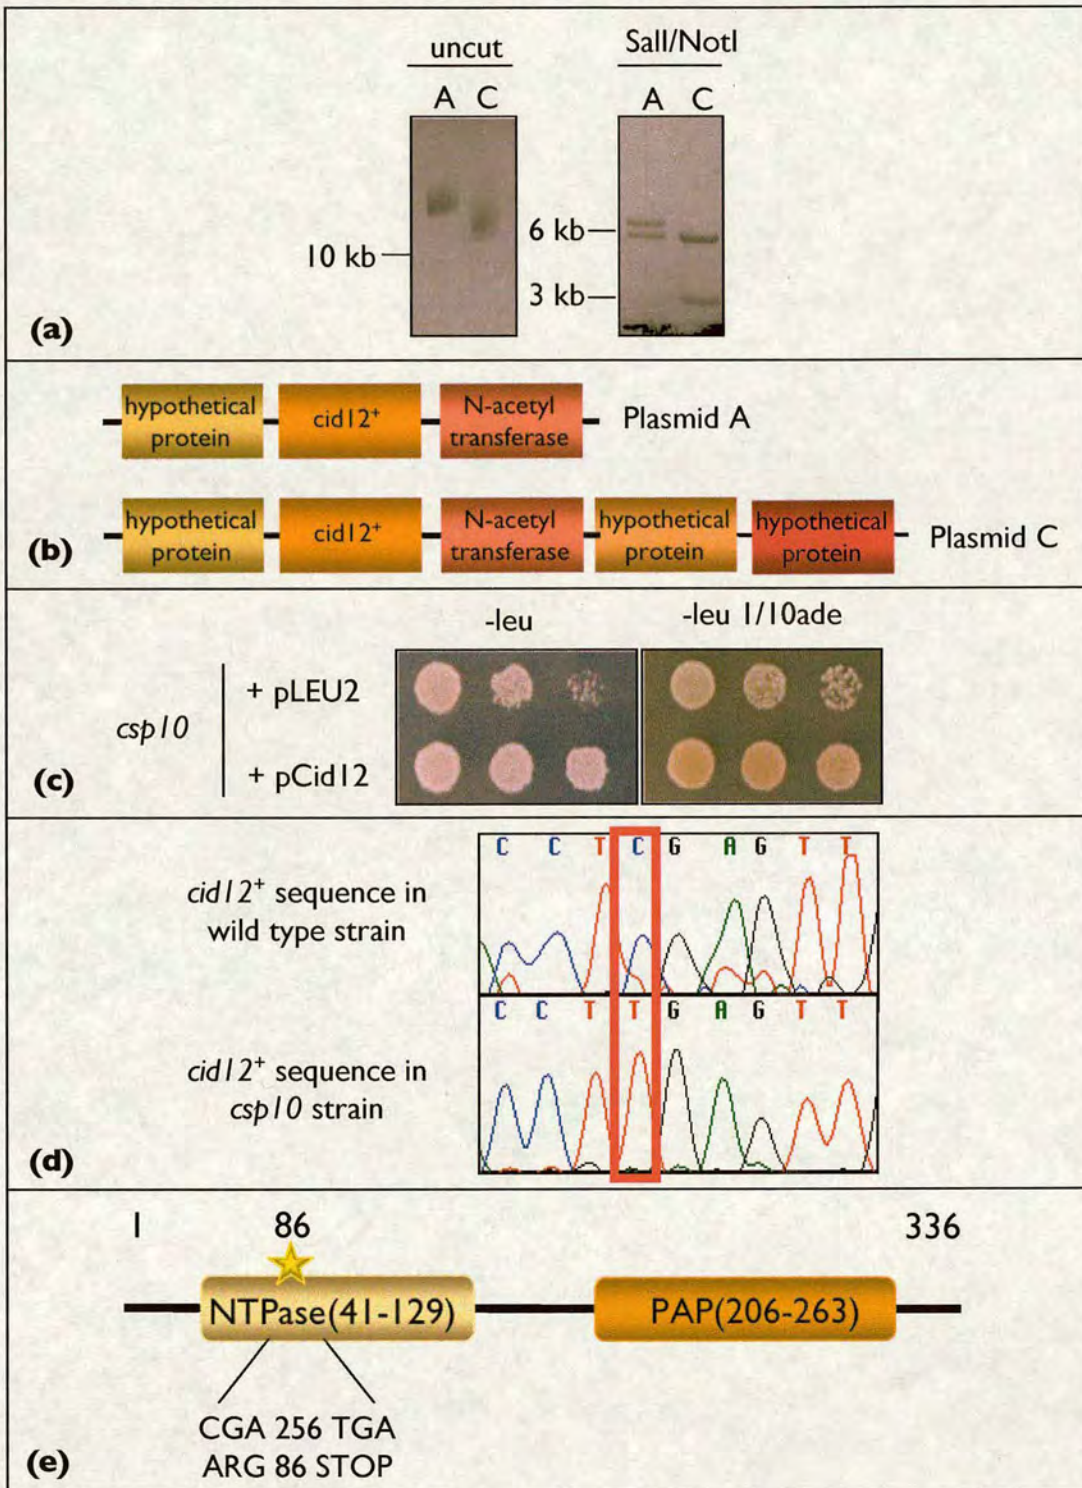 uncut
SalI/NotI
A C
A C
10 kb
6 kb
3 kb
(a)
hypothetical protein
cid12+
N-acetyl transferase
Plasmid A
hypothetical protein
cid12+
N-acetyl transferase
hypothetical protein
hypothetical protein
Plasmid C
(b)
-leu
-leu 1/10ade
csp10
+ pLEU2
+ pCid12
(c)
C C T C G A G T T
cid12+ sequence in
wild type strain
C C T T G A G T T
cid12+ sequence in
csp10 strain
(d)
1
86
336
NTPase(41-129)
PAP(206-263)
CGA 256 TGA
ARG 86 STOP
(e)